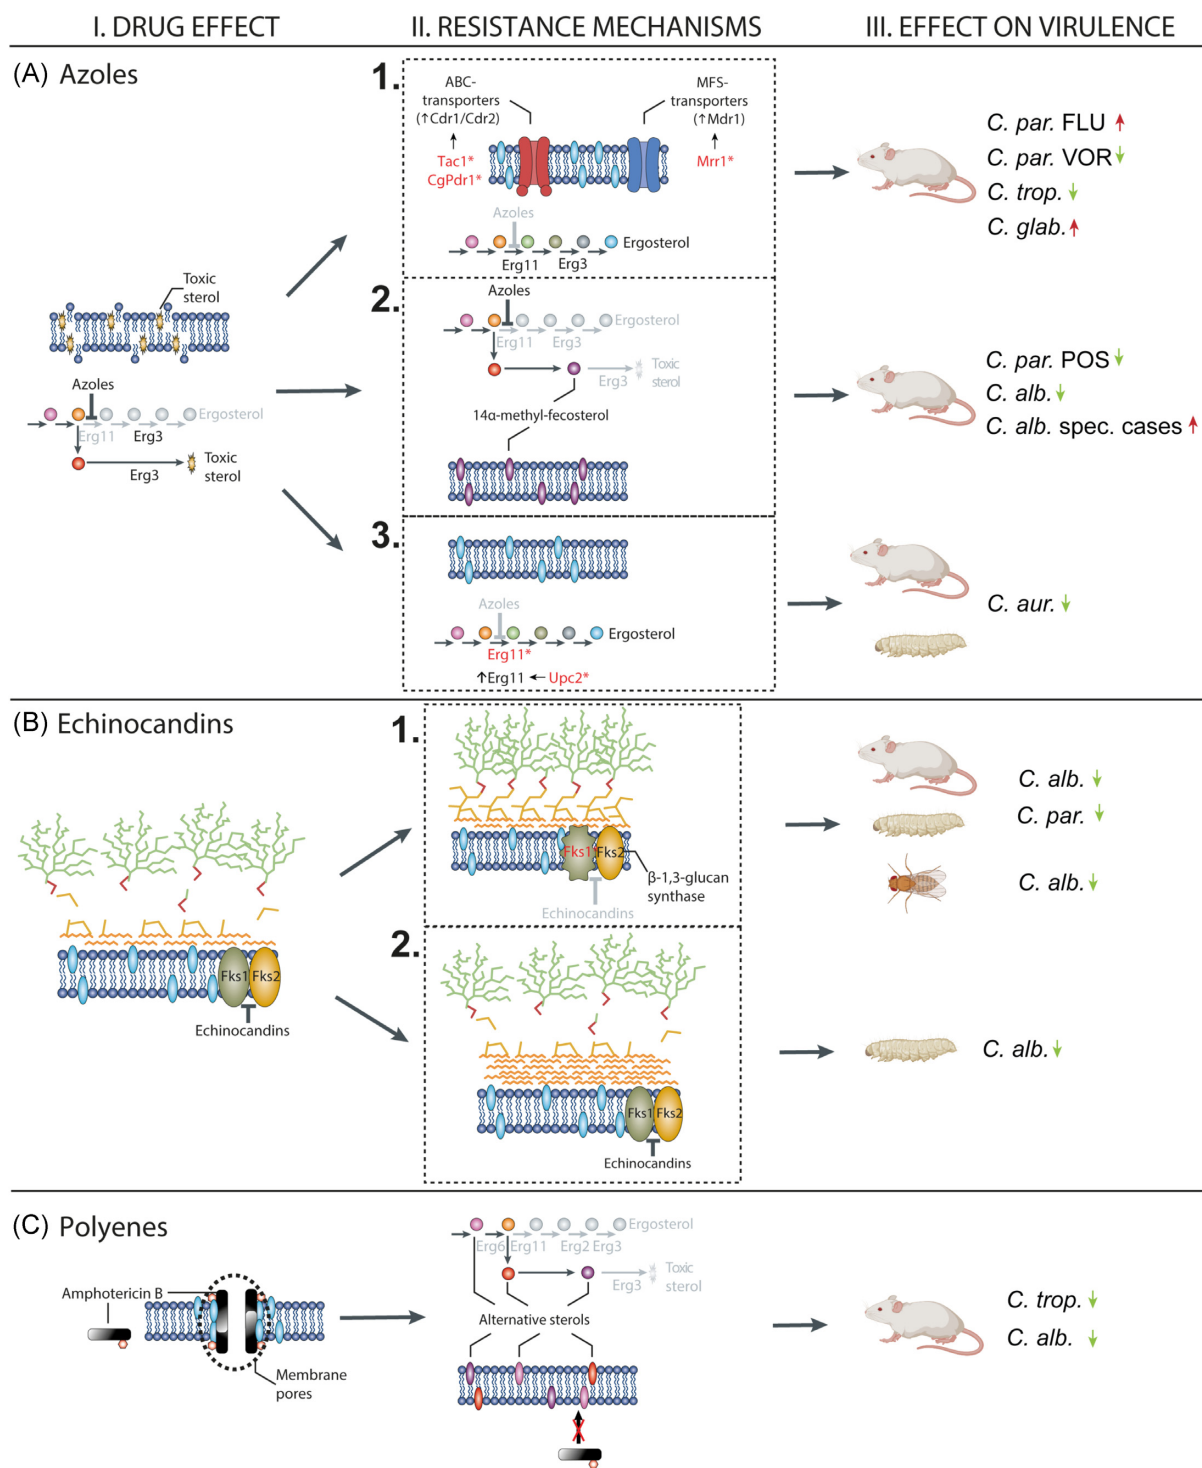 I. DRUG EFFECT
II. RESISTANCE MECHANISMS
III. EFFECT ON VIRULENCE
(A) Azoles
Toxic
sterol
Azoles
Ergosterol
Erg11
Erg3
Erg3
Toxic
sterol
1.
ABC-
transporters
(↑Cdr1/Cdr2)
Tac1*
CgPdr1*
MFS-
transporters
(↑Mdr1)
Mrr1*
Azoles
Ergosterol
Erg11
Erg3
C. par. FLU ↑
C. par. VOR ↓
C. trop. ↓
C. glab. ↑
2.
Azoles
Ergosterol
Erg11
Erg3
Erg3
Toxic
sterol
14α-methyl-fecosterol
C. par. POS ↓
C. alb. ↓
C. alb. spec. cases ↑
3.
Azoles
Ergosterol
Erg11*
↑Erg11 ← Upc2*
C. aur. ↓
(B) Echinocandins
Fks1
Fks2
Echinocandins
1.
Fks1*
Fks2
β-1,3-glucan
synthase
Echinocandins
C. alb. ↓
C. par. ↓
C. alb. ↓
2.
Fks1
Fks2
Echinocandins
C. alb. ↓
(C) Polyenes
Amphotericin B
Membrane
pores
Ergosterol
Erg6
Erg11
Erg2
Erg3
Erg3
Toxic
sterol
Alternative sterols
C. trop. ↓
C. alb. ↓